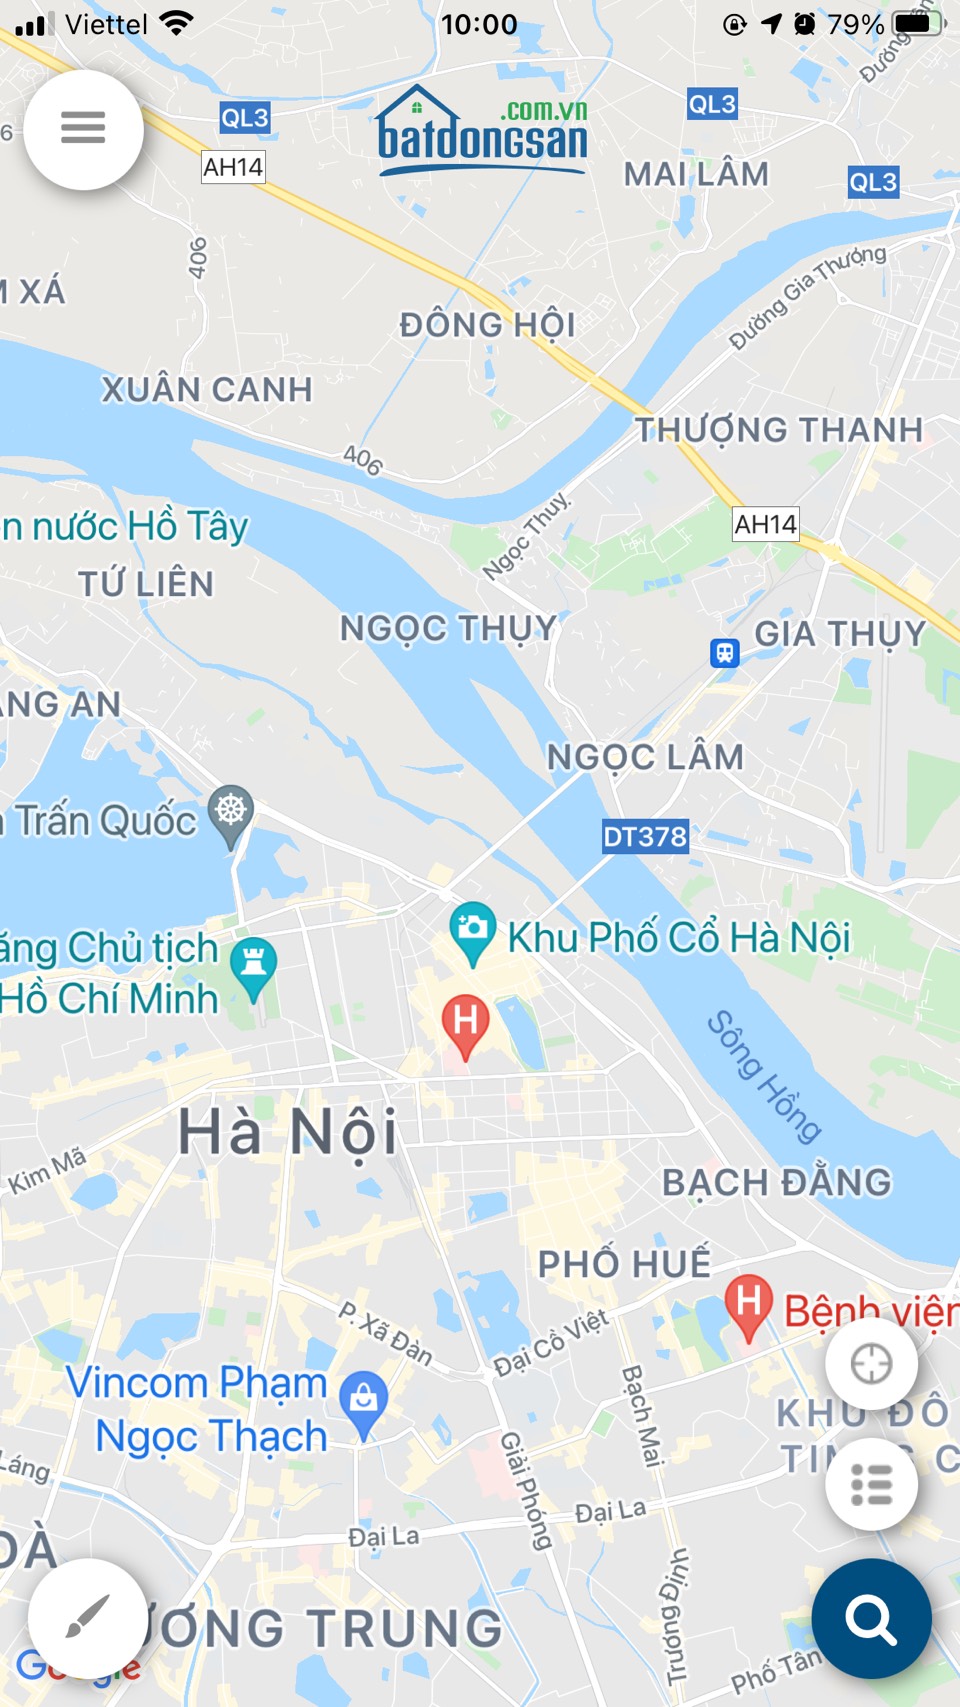 Viettel
10:00
79%
QL3
QL3
batdongsan
.com.vn
AH14
MAI LÂM
QL3
406
Đường Gia Thượng
XÁ
ĐÔNG HỘI
XUÂN CANH
THƯỢNG THANH
406
Ngọc Thụy
AH14
nước Hồ Tây
TỨ LIÊN
NGỌC THỤY
GIA THỤY
AN
NGỌC LÂM
Trấn Quốc
DT378
Khu Phố Cổ Hà Nội
Chủ tịch
Hồ Chí Minh
H
Sông Hồng
Hà Nội
Kim Mã
BẠCH ĐẰNG
PHỐ HUẾ
H
Bệnh viện
P. Xã Đàn
Đại Cồ Việt
Vincom Phạm
Ngọc Thạch
Bạch Mai
KHU ĐÔ
Láng
Giải Phóng
Đại La
Đại La
Trương Định
TRUNG
Google
Phố Tân